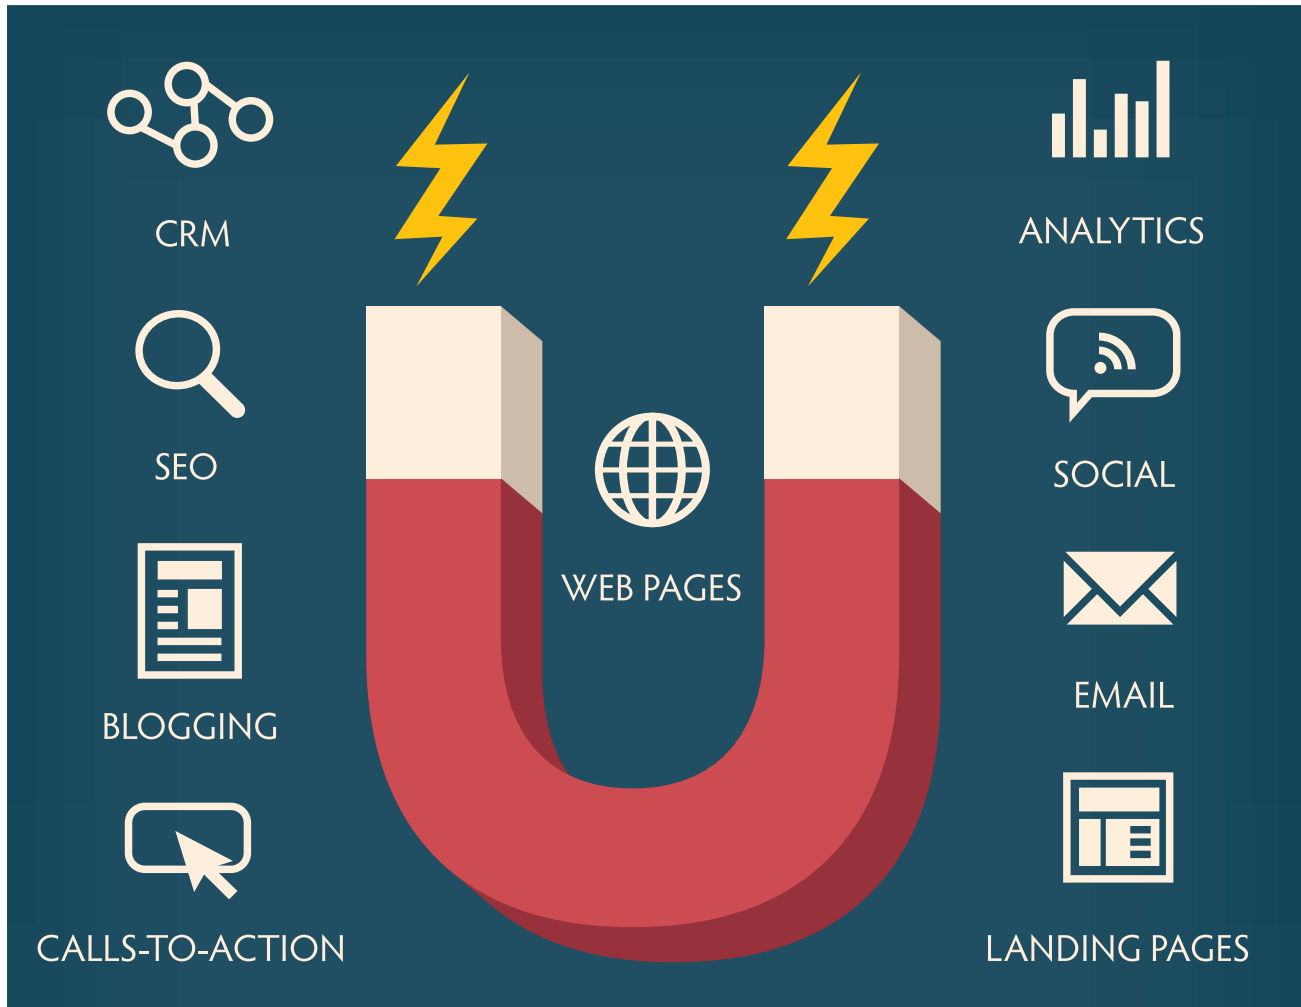 CRM
SEO
BLOGGING
CALLS-TO-ACTION
WEB PAGES
ANALYTICS
SOCIAL
EMAIL
LANDING PAGES